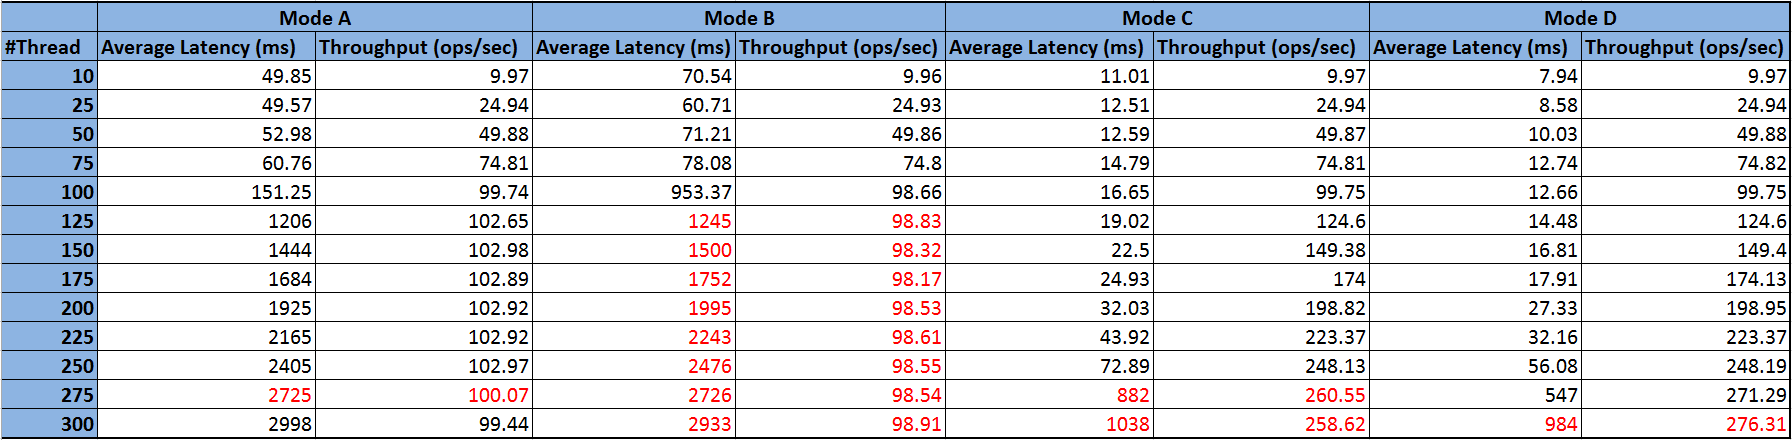 Mode A Mode B Mode C Mode D
#Thread Average Latency (ms) Throughput (ops/sec) Average Latency (ms) Throughput (ops/sec) Average Latency (ms) Throughput (ops/sec) Average Latency (ms) Throughput (ops/sec)
10 49.85 9.97 70.54 9.96 11.01 9.97 7.94 9.97
25 49.57 24.94 60.71 24.93 12.51 24.94 8.58 24.94
50 52.98 49.88 71.21 49.86 12.59 49.87 10.03 49.88
75 60.76 74.81 78.08 74.8 14.79 74.81 12.74 74.82
100 151.25 99.74 953.37 98.66 16.65 99.75 12.66 99.75
125 1206 102.65 1245 98.83 19.02 124.6 14.48 124.6
150 1444 102.98 1500 98.32 22.5 149.38 16.81 149.4
175 1684 102.89 1752 98.17 24.93 174 17.91 174.13
200 1925 102.92 1995 98.53 32.03 198.82 27.33 198.95
225 2165 102.92 2243 98.61 43.92 223.37 32.16 223.37
250 2405 102.97 2476 98.55 72.89 248.13 56.08 248.19
275 2725 100.07 2726 98.54 882 260.55 547 271.29
300 2998 99.44 2933 98.91 1038 258.62 984 276.31